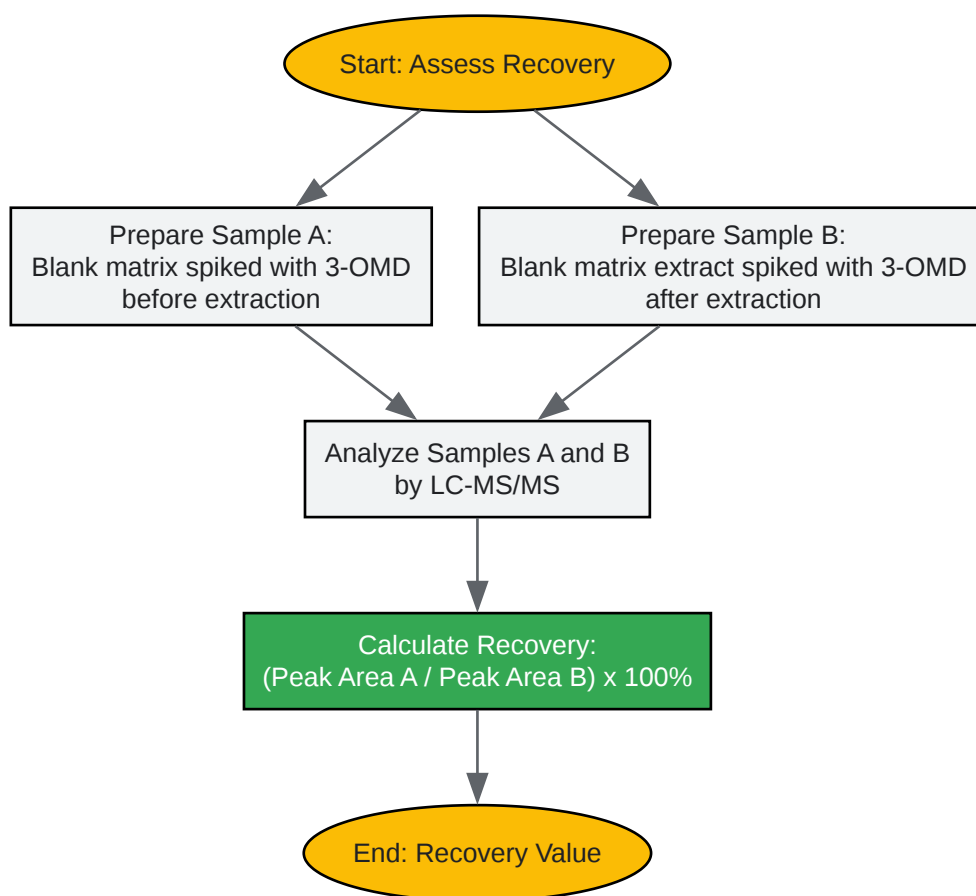 Start: Assess Recovery
Prepare Sample A:
Blank matrix spiked with 3-OMD
before extraction
Prepare Sample B:
Blank matrix extract spiked with 3-OMD
after extraction
Analyze Samples A and B
by LC-MS/MS
Calculate Recovery:
(Peak Area A / Peak Area B) x 100%
End: Recovery Value